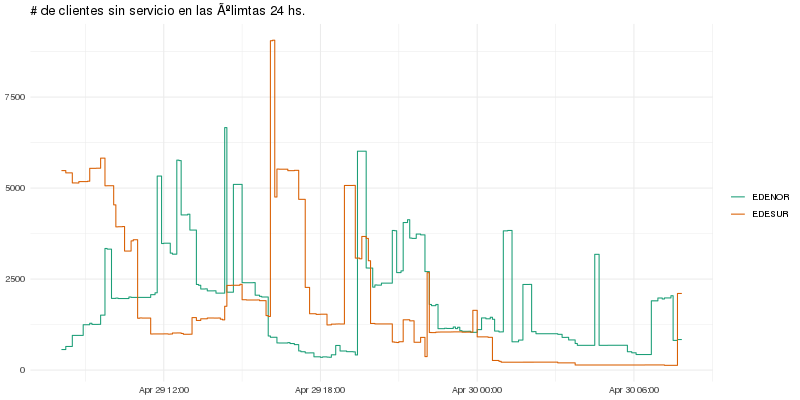 # de clientes sin servicio en las Ãºlimtas 24 hs.
7500
5000
2500
0
Apr 29 12:00
Apr 29 18:00
Apr 30 00:00
Apr 30 06:00
EDENOR
EDESUR